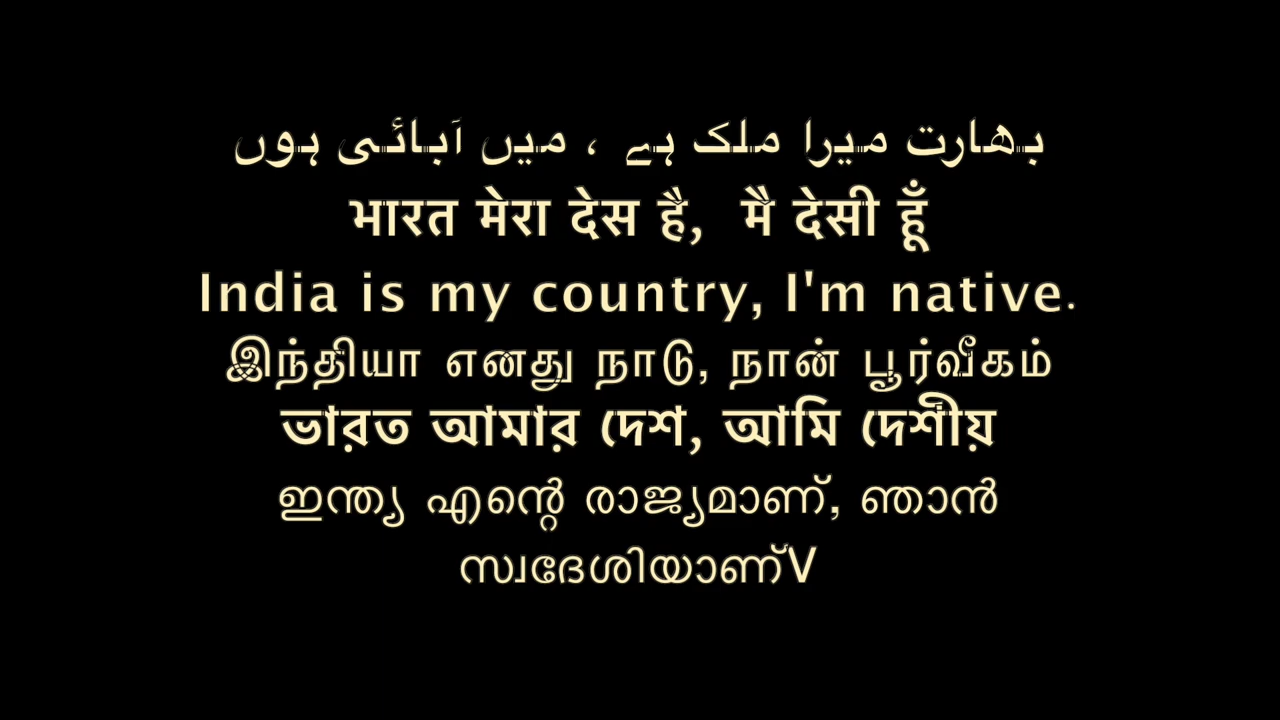 بھارت میرا ملک ہے ، میں آبائی ہوں
भारत मेरा देस है, मै देसी हूँ
India is my country, I'm native.
இந்தியா எனது நாடு, நான் பூர்வீகம்
ভারত আমার দেশ, আমি দেশীয়
ഇന്ത്യ എന്റെ രാജ്യമാണ്, ഞാൻ
സ്വദേശിയാണ്V